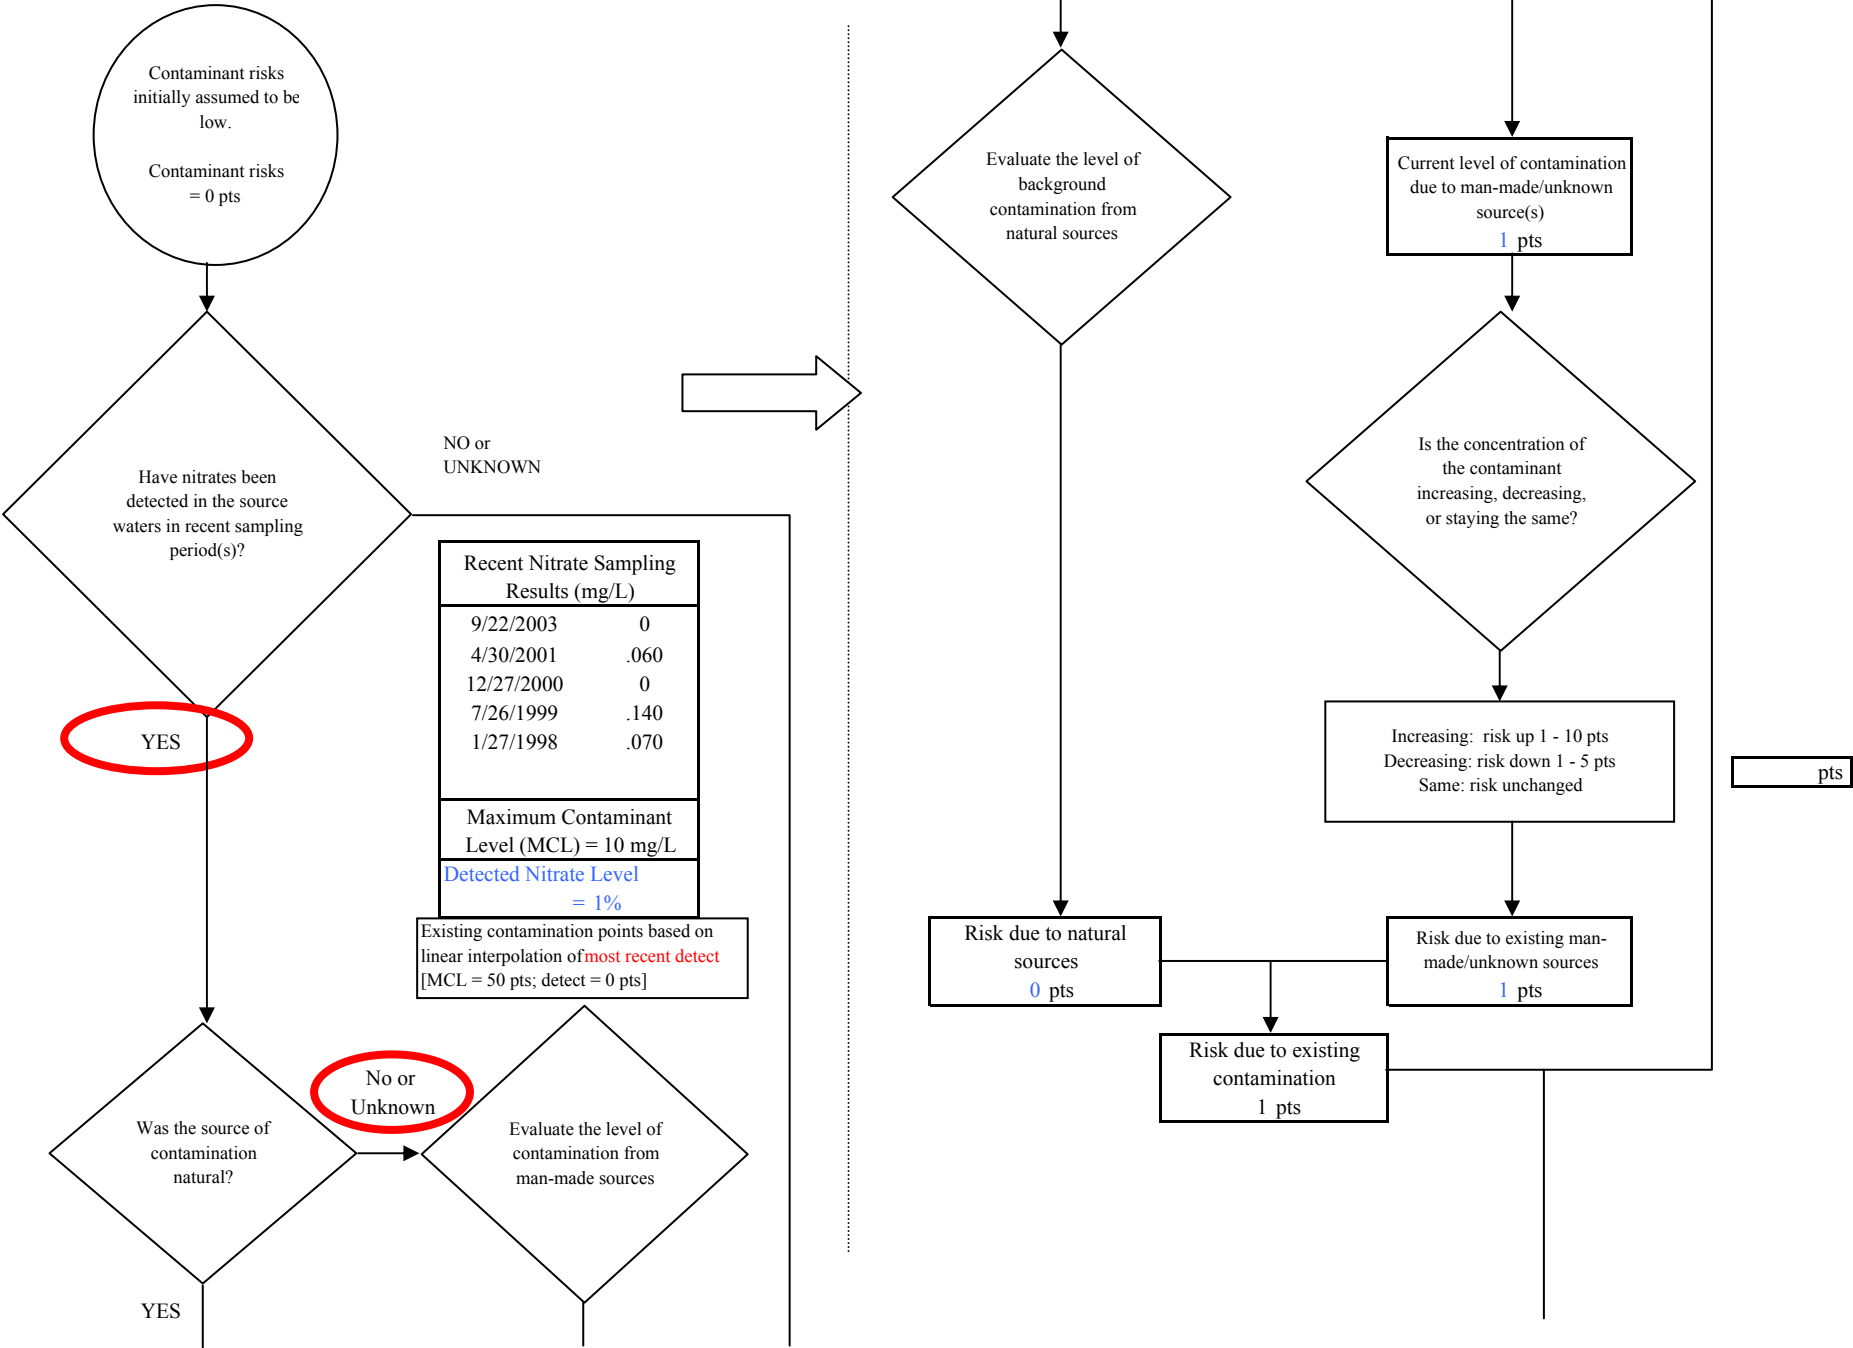 Contaminant risks
initially assumed to be
low.
Contaminant risks
= 0 pts
Have nitrates been
detected in the source
waters in recent sampling
period(s)?
NO or
UNKNOWN
YES
Recent Nitrate Sampling
Results (mg/L)
9/22/2003 0
4/30/2001 .060
12/27/2000 0
7/26/1999 .140
1/27/1998 .070
Maximum Contaminant
Level (MCL) = 10 mg/L
Detected Nitrate Level
= 1%
Existing contamination points based on
linear interpolation of most recent detect
[MCL = 50 pts; detect = 0 pts]
Was the source of
contamination
natural?
No or
Unknown
Evaluate the level of
contamination from
man-made sources
YES
Evaluate the level of
background
contamination from
natural sources
Current level of contamination
due to man-made/unknown
source(s)
1 pts
Is the concentration of
the contaminant
increasing, decreasing,
or staying the same?
Increasing: risk up 1 - 10 pts
Decreasing: risk down 1 - 5 pts
Same: risk unchanged
pts
Risk due to natural
sources
0 pts
Risk due to existing man-
made/unknown sources
1 pts
Risk due to existing
contamination
1 pts